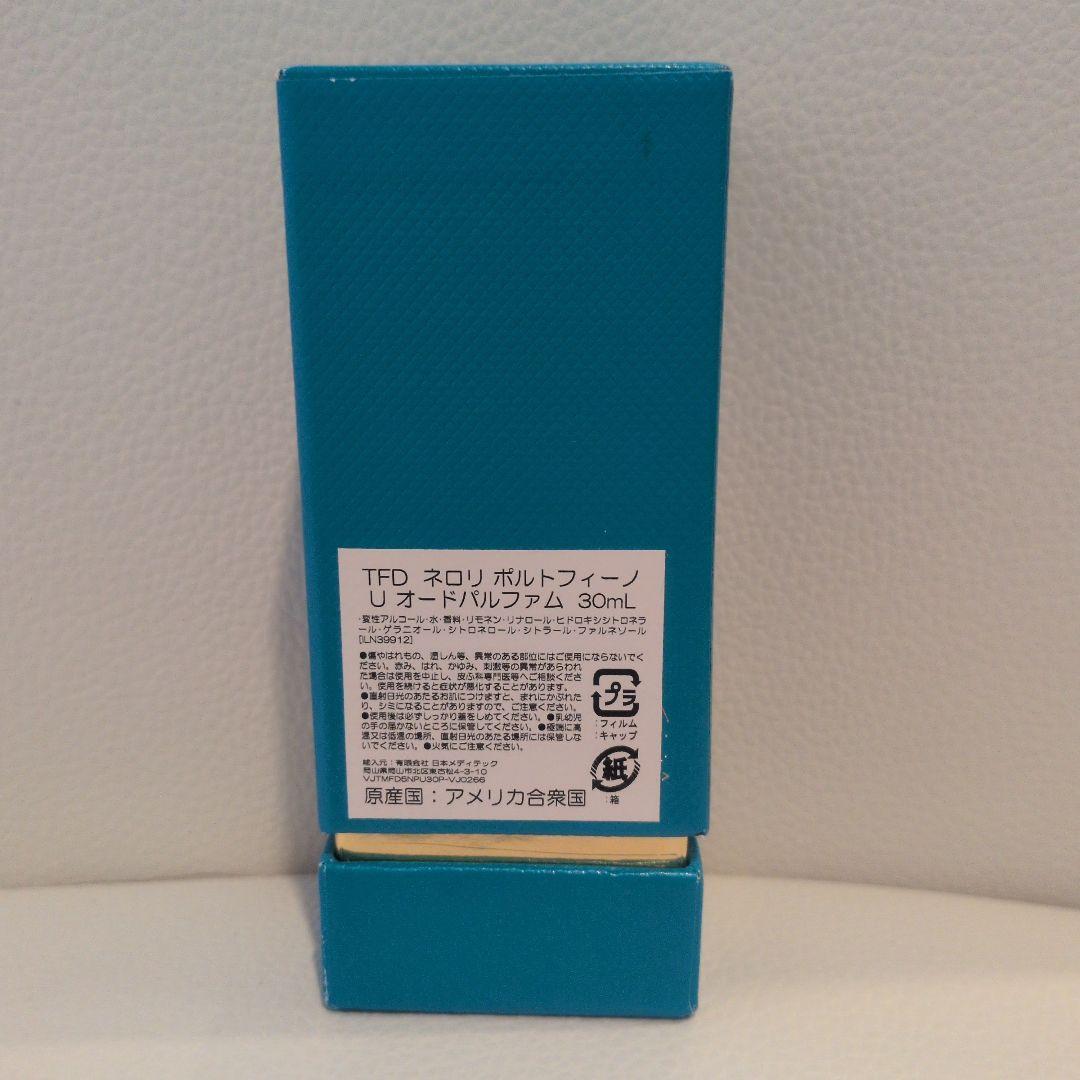 TFD ネロリ ポルトフィーノ
U オードパルファム 30mL
・変性アルコール・水・香料・リモネン・リナロール・ヒドロキシシトロネラ
ール・ゲラニオール・シトロネロール・シトラール・ファルネソール
[ILN39912]
●傷やはれもの、湿しん等、異常のある部位にはご使用にならないでく
ださい。赤み、はれ、かゆみ、刺激等の異常があらわれ
た場合は使用を中止し、皮ふ科専門医等へご相談くださ
い。使用を続けると症状が悪化することがあります。
●直射日光のあたるお肌につけますと、まれにかぶれた
り、シミになることがありますので、ご注意ください。
●使用後は必ずしっかり蓋をしめてください。●乳幼児
の手の届かないところに保管してください。●極端に高
温又は低温の場所、直射日光のあたる場所には保管しな
いでください。●火気にご注意ください。
プラ
:フィルム
:キャップ
紙
:箱
輸入元:有限会社 日本メディテック
岡山県岡山市北区東古松4-3-10
VJTMFD5NPU30P-VJ0266
原産国:アメリカ合衆国